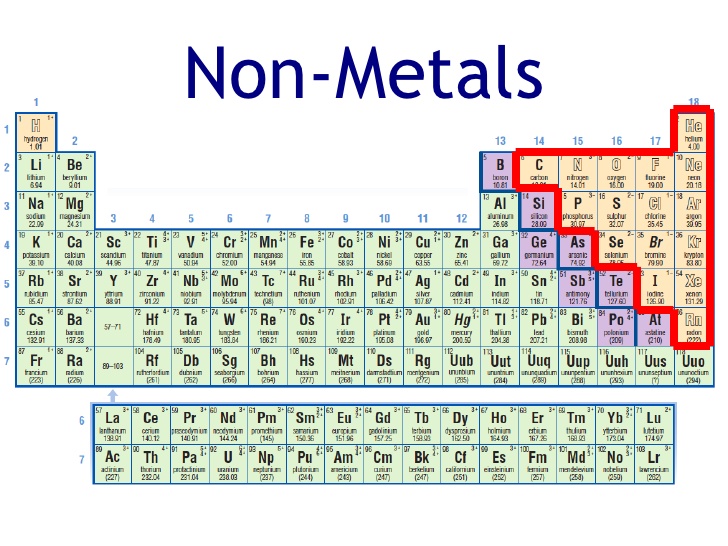 Non-Metals
1 18
1 H He
hydrogen helium
1.01 4.00
2 13 14 15 16 17
2 3 Li 4 Be 5 B 6 C 7 N 8 O 9 F 10 Ne
lithium beryllium boron carbon nitrogen oxygen fluorine neon
6.94 9.01 10.81 14.01 16.00 19.00 20.18
3 4 5 6 7 8 9 10 11 12
3 11 Na 12 Mg 13 Al 14 Si 15 P 16 S 17 Cl 18 Ar
sodium magnesium aluminum silicon phosphorus sulphur chlorine argon
22.99 24.31 26.98 28.09 30.97 32.07 35.45 39.95
4 19 K 20 Ca 21 Sc 22 Ti 23 V 24 Cr 25 Mn 26 Fe 27 Co 28 Ni 29 Cu 30 Zn 31 Ga 32 Ge 33 As 34 Se 35 Br 36 Kr
potassium calcium scandium titanium vanadium chromium manganese iron cobalt nickel copper zinc gallium germanium arsenic selenium bromine krypton
39.10 40.08 44.96 47.87 50.94 52.00 54.94 55.85 58.93 58.69 63.55 65.41 69.72 72.64 74.92 79.90 83.80
5 37 Rb 38 Sr 39 Y 40 Zr 41 Nb 42 Mo 43 Tc 44 Ru 45 Rh 46 Pd 47 Ag 48 Cd 49 In 50 Sn 51 Sb 52 Te 53 I 54 Xe
rubidium strontium yttrium zirconium niobium molybdenum technetium ruthenium rhodium palladium silver cadmium indium tin antimony tellurium iodine xenon
85.47 87.62 88.91 91.22 92.91 95.94 (98) 101.07 102.91 106.42 107.87 112.41 114.82 118.71 121.76 127.60 126.90 131.29
6 55 Cs 56 Ba 57–71 72 Hf 73 Ta 74 W 75 Re 76 Os 77 Ir 78 Pt 79 Au 80 Hg 81 Tl 82 Pb 83 Bi 84 Po At Rn
cesium barium hafnium tantalum tungsten rhenium osmium iridium platinum gold mercury thallium lead bismuth polonium astatine radon
132.91 137.33 178.49 180.95 183.84 186.21 190.23 192.22 195.08 196.97 200.59 204.38 207.21 208.98 (209) (210) (222)
7 87 Fr 88 Ra 89–103 104 Rf 105 Db 106 Sg 107 Bh 108 Hs 109 Mt 110 Ds 111 Rg 112 Uub 113 Uut 114 Uuq 115 Uup 116 Uuh 117 Uus 118 Uuo
francium radium rutherfordium dubnium seaborgium bohrium hassium meitnerium darmstadtium roentgenium ununbium ununtrium ununquadium ununpentium ununhexium ununseptium ununoctium
(223) (226) (261) (262) (266) (264) (277) (268) (271) (272) (285) (284) (289) (288) (293) (?) (294)
6 57 La 58 Ce 59 Pr 60 Nd 61 Pm 62 Sm 63 Eu 64 Gd 65 Tb 66 Dy 67 Ho 68 Er 69 Tm 70 Yb 71 Lu
lanthanum cerium praseodymium neodymium promethium samarium europium gadolinium terbium dysprosium holmium erbium thulium ytterbium lutetium
138.91 140.12 140.91 144.24 (145) 150.36 151.96 157.25 158.93 162.50 164.93 167.26 168.93 173.04 174.97
7 89 Ac 90 Th 91 Pa 92 U 93 Np 94 Pu 95 Am 96 Cm 97 Bk 98 Cf 99 Es 100 Fm 101 Md 102 No 103 Lr
actinium thorium protactinium uranium neptunium plutonium americium curium berkelium californium einsteinium fermium mendelevium nobelium lawrencium
(227) 232.04 231.04 238.03 (237) (244) (243) (247) (247) (251) (252) (257) (258) (259) (262)